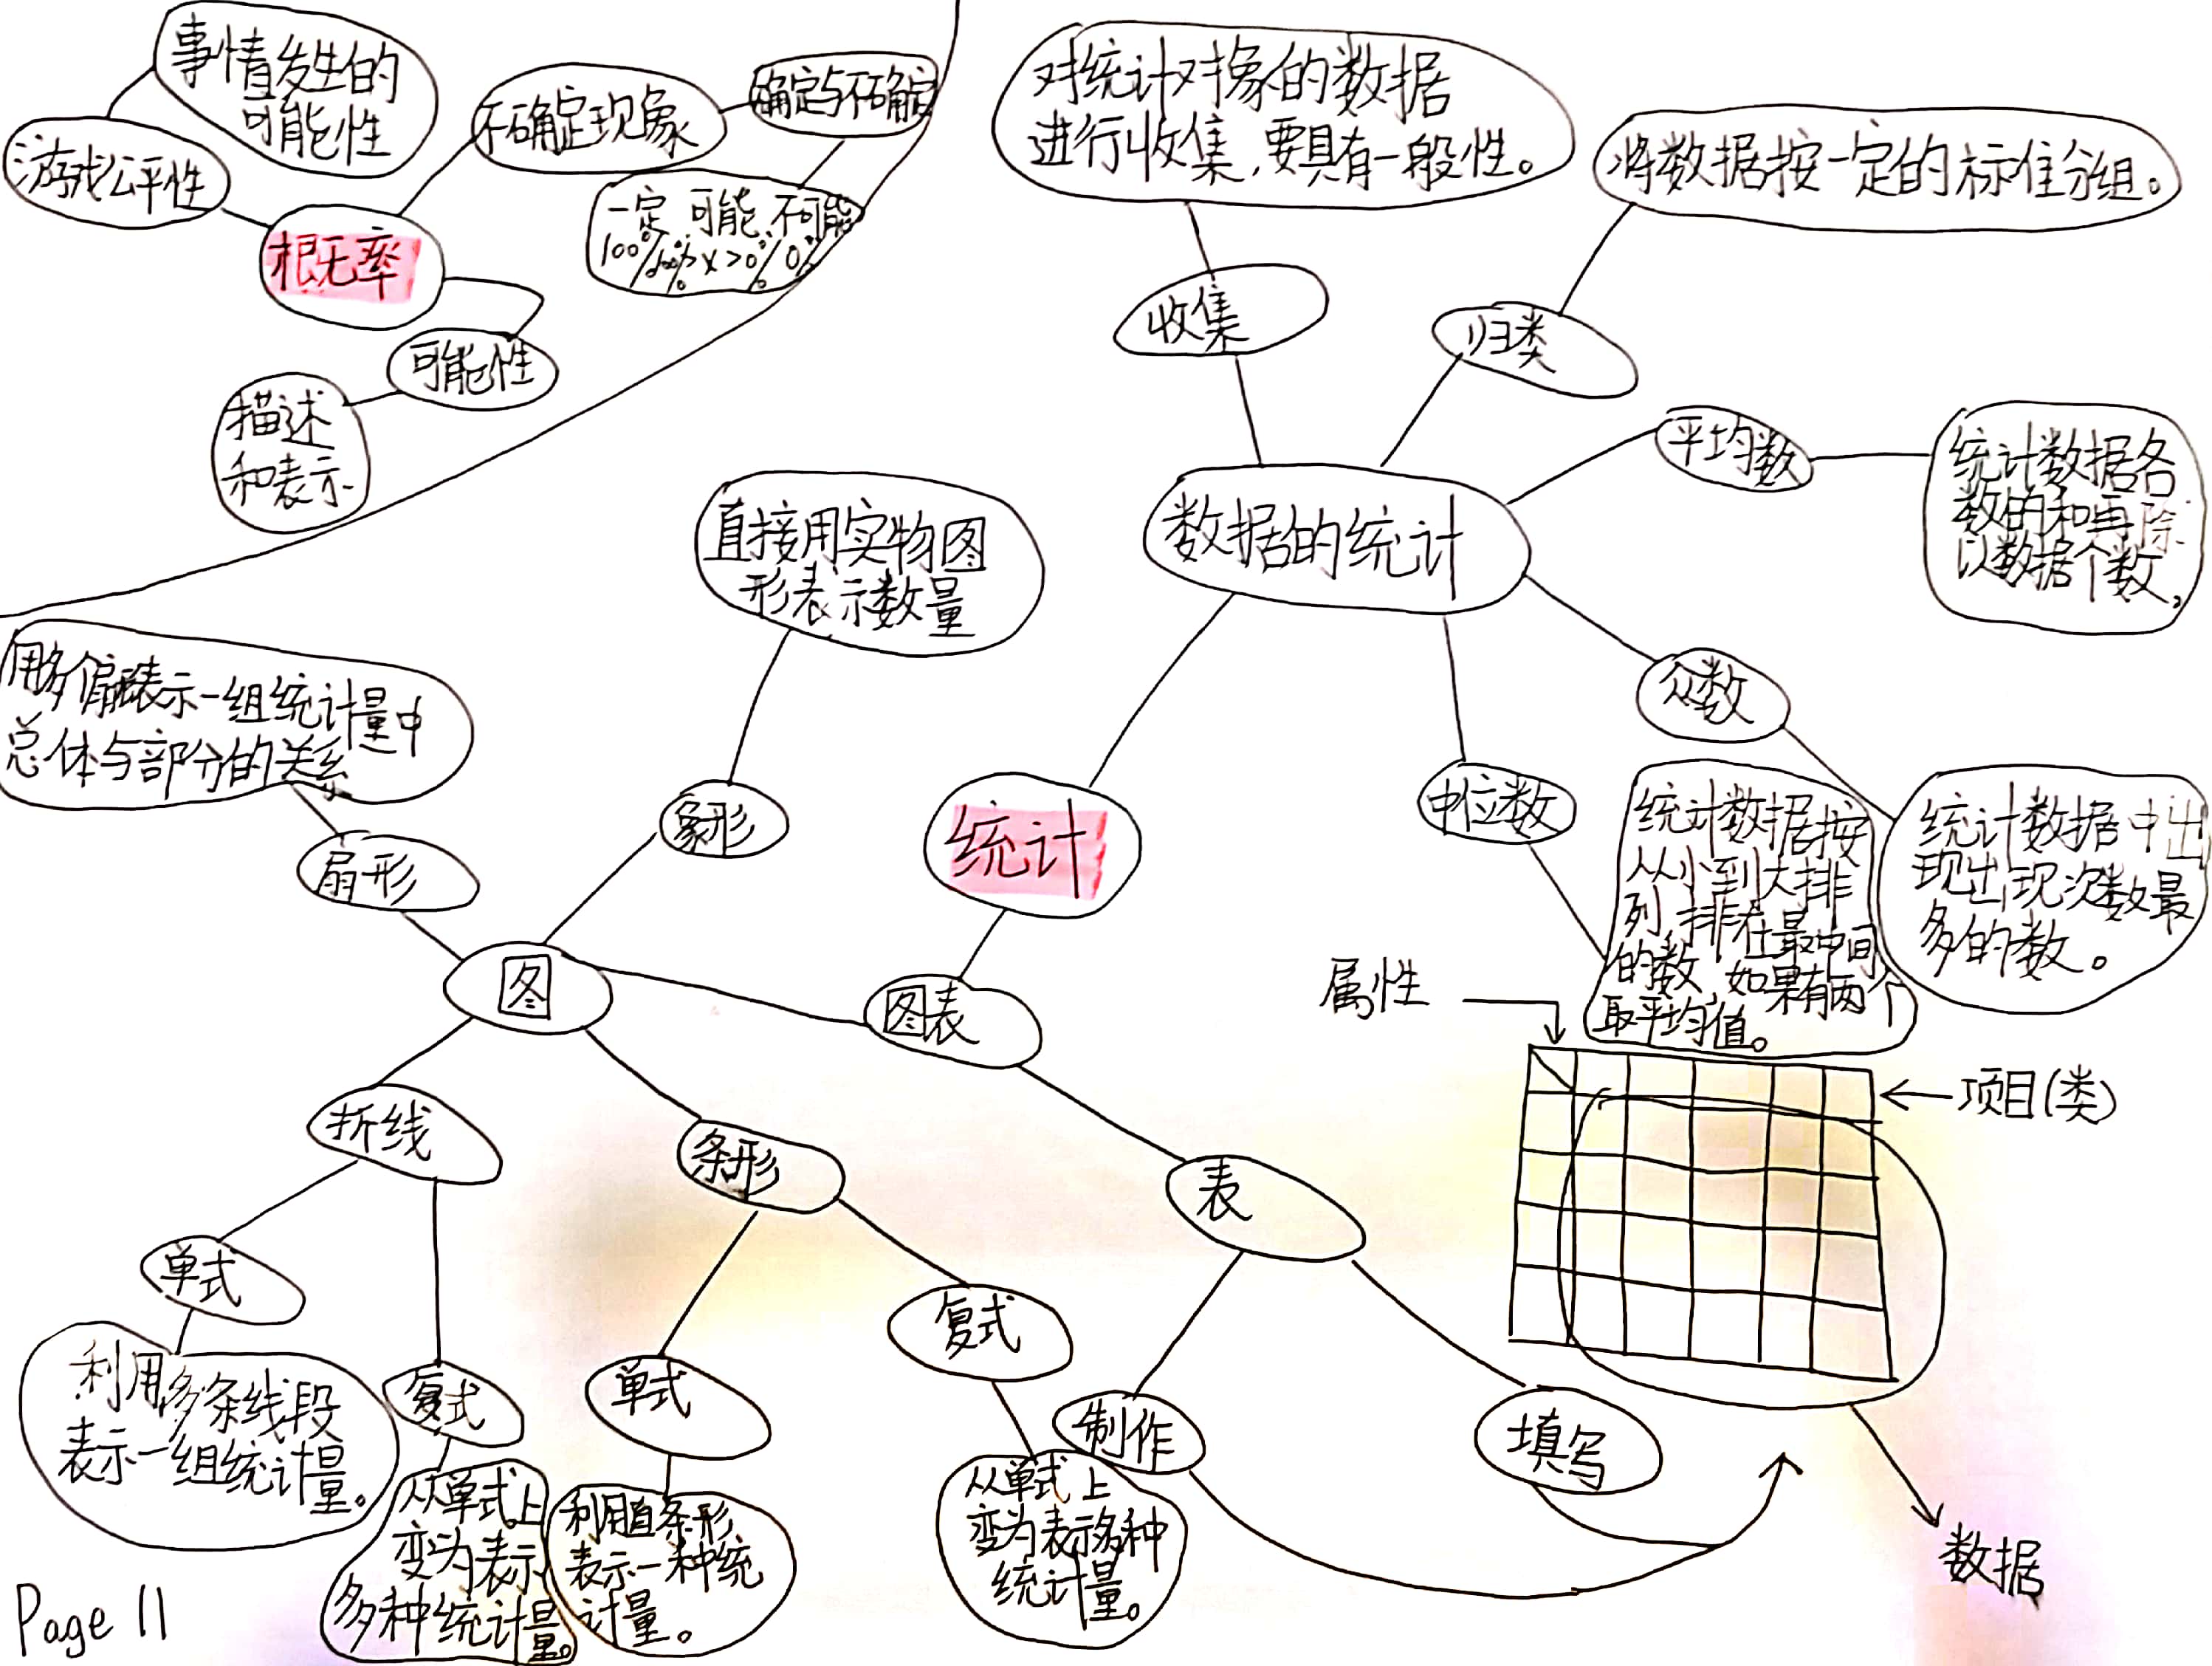 事情发生的
可能性
游戏公平性
概率
不确定现象
确定与不确定
一定 可能 不可能
100%
0%
可能性
描述
和表示
对统计对象的数据
进行收集,要具有一般性。
收集
将数据按一定的标准分组。
归类
数据的统计
平均数
统计数据各
数的和再除
以数据个数。
众数
统计数据中出
现出现次数最
多的数。
中位数
统计数据按
从小到大排
列,排在最中间
的数,如果有两个
取平均值。
统计
图表
图
象形
直接用实物图
形表示数量
扇形
用多个扇形表示一组统计量中
总体与部分的关系
折线
单式
利用多条线段
表示一组统计量。
复式
从单式上
变为表示
多种统计量。
条形
单式
利用直条形
表示一种统
计量。
复式
从单式上
变为表示多种
统计量。
表
制作
填写
属性
项目(类)
数据
Page 11